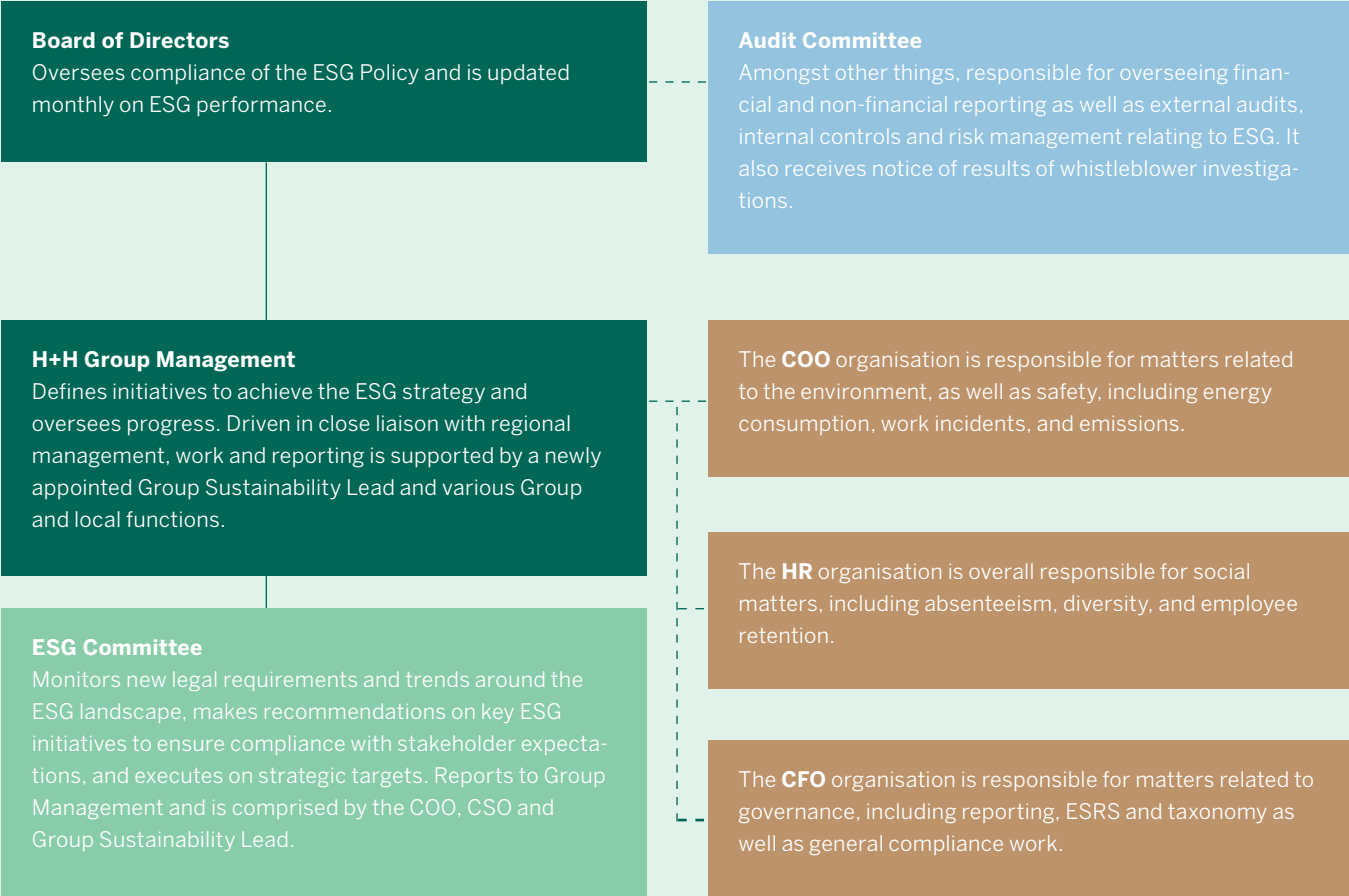 Board of Directors
Oversees compliance of the ESG Policy and is updated
monthly on ESG performance.
Audit Committee
Amongst other things, responsible for overseeing finan-
cial and non-financial reporting as well as external audits,
internal controls and risk management relating to ESG. It
also receives notice of results of whistleblower investiga-
tions.
H+H Group Management
Defines initiatives to achieve the ESG strategy and
oversees progress. Driven in close liaison with regional
management, work and reporting is supported by a newly
appointed Group Sustainability Lead and various Group
and local functions.
The COO organisation is responsible for matters related
to the environment, as well as safety, including energy
consumption, work incidents, and emissions.
The HR organisation is overall responsible for social
matters, including absenteeism, diversity, and employee
retention.
ESG Committee
Monitors new legal requirements and trends around the
ESG landscape, makes recommendations on key ESG
initiatives to ensure compliance with stakeholder expecta-
tions, and executes on strategic targets. Reports to Group
Management and is comprised by the COO, CSO and
Group Sustainability Lead.
The CFO organisation is responsible for matters related to
governance, including reporting, ESRS and taxonomy as
well as general compliance work.